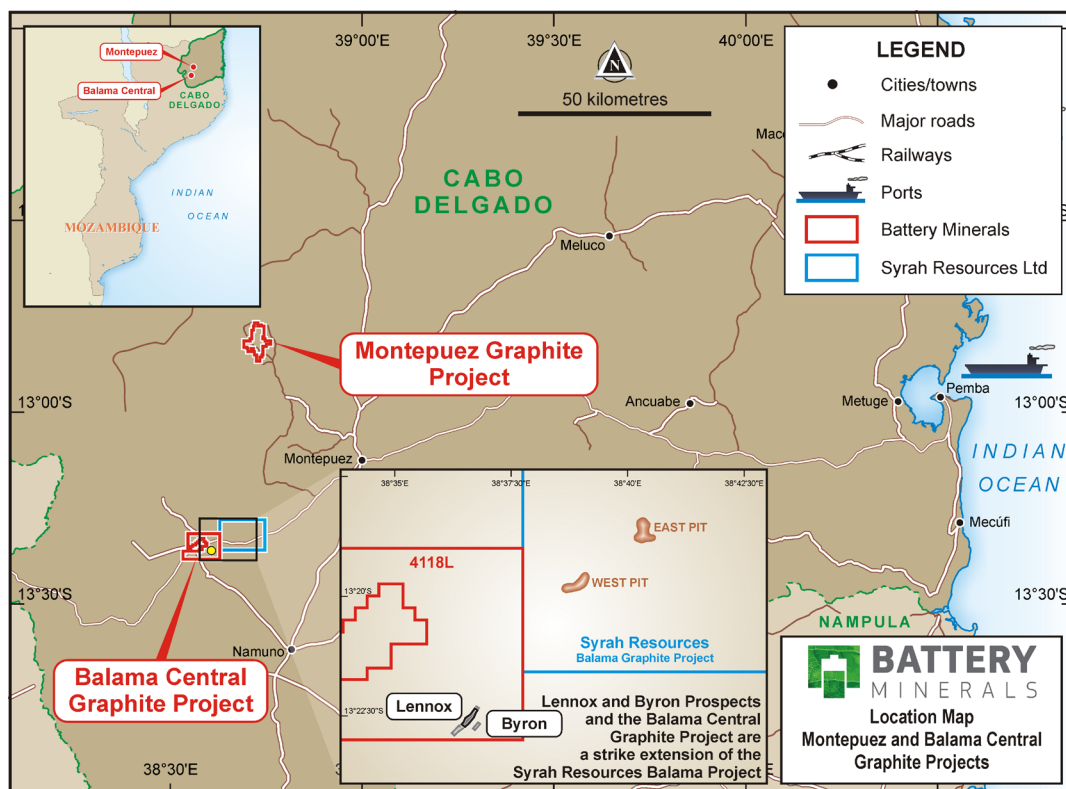 39°00'E
39°30'E
40°00'E
Montepuez
Balama Central
CABO
DELGADO
INDIAN
OCEAN
MOZAMBIQUE
N
50 kilometres
LEGEND
Cities/towns
Major roads
Railways
Ports
Battery Minerals
Syrah Resources Ltd
CABO
DELGADO
Meluco
Montepuez Graphite
Project
Ancuabe
Metuge
Pemba
13°00'S
13°00'S
INDIAN
OCEAN
Montepuez
Mecúfi
38°35'E
38°37'30"E
38°40'E
38°42'30"E
EAST PIT
WEST PIT
4118L
13°20'S
Syrah Resources
Balama Graphite Project
13°22'30"S
Lennox
Byron
Lennox and Byron Prospects
and the Balama Central
Graphite Project are
a strike extension of the
Syrah Resources Balama Project
13°30'S
13°30'S
NAMPULA
Namuno
Balama Central
Graphite Project
BATTERY
MINERALS
Location Map
Montepuez and Balama Central
Graphite Projects
38°30'E
39°00'E